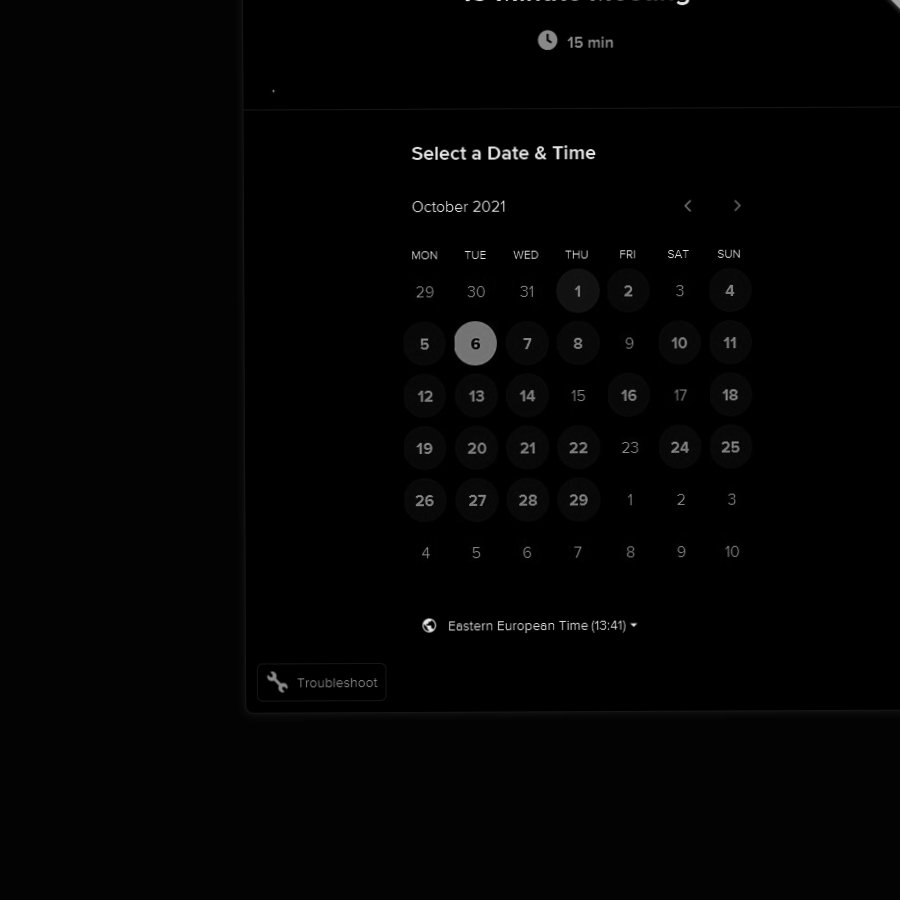 15 min
Select a Date & Time
October 2021
MON TUE WED THU FRI SAT SUN
29 30 31 1 2 3 4
5 6 7 8 9 10 11
12 13 14 15 16 17 18
19 20 21 22 23 24 25
26 27 28 29 1 2 3
4 5 6 7 8 9 10
Eastern European Time (13:41)
Troubleshoot